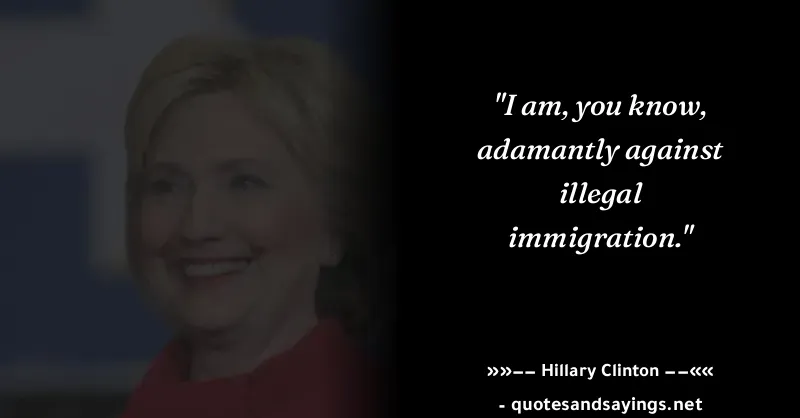 "I am, you know,
adamantly against
illegal
immigration."
»»—— Hillary Clinton ——««
- quotesandsayings.net